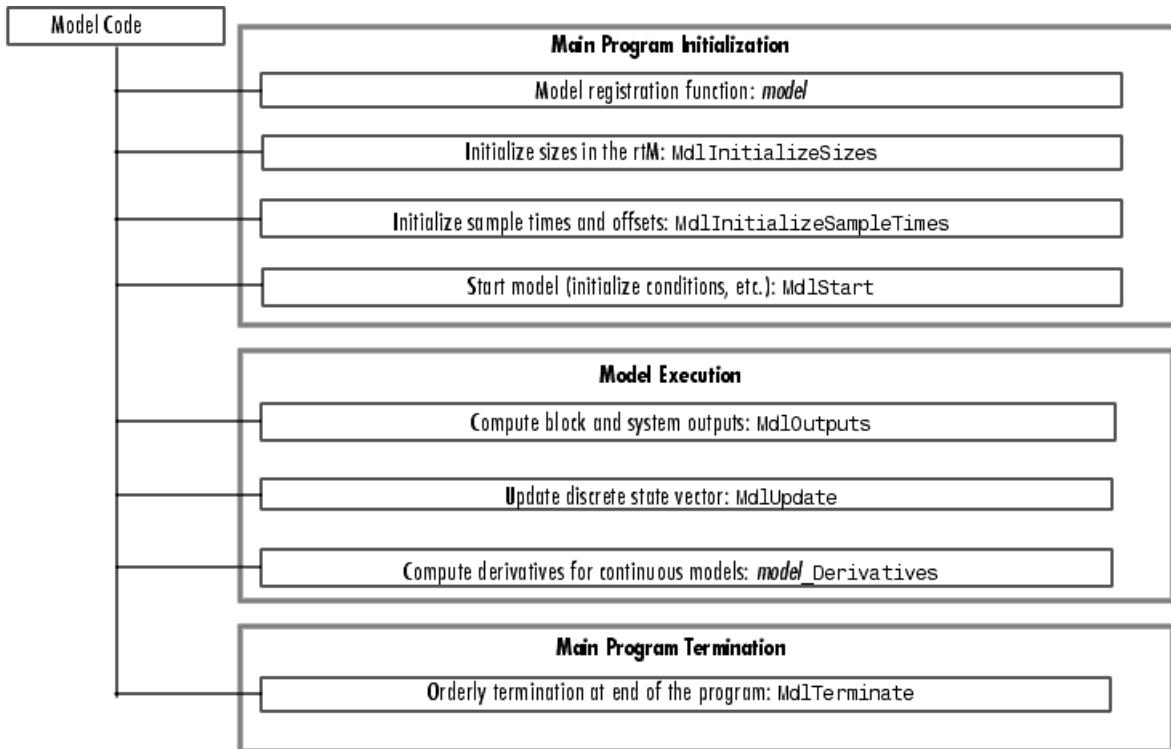 Model Code
Main Program Initialization
Model registration function: model
Initialize sizes in the rtM: MdlInitializeSizes
Initialize sample times and offsets: MdlInitializeSampleTimes
Start model (initialize conditions, etc.): MdlStart
Model Execution
Compute block and system outputs: MdlOutputs
Update discrete state vector: MdlUpdate
Compute derivatives for continuous models: model_Derivatives
Main Program Termination
Orderly termination at end of the program: MdlTerminate